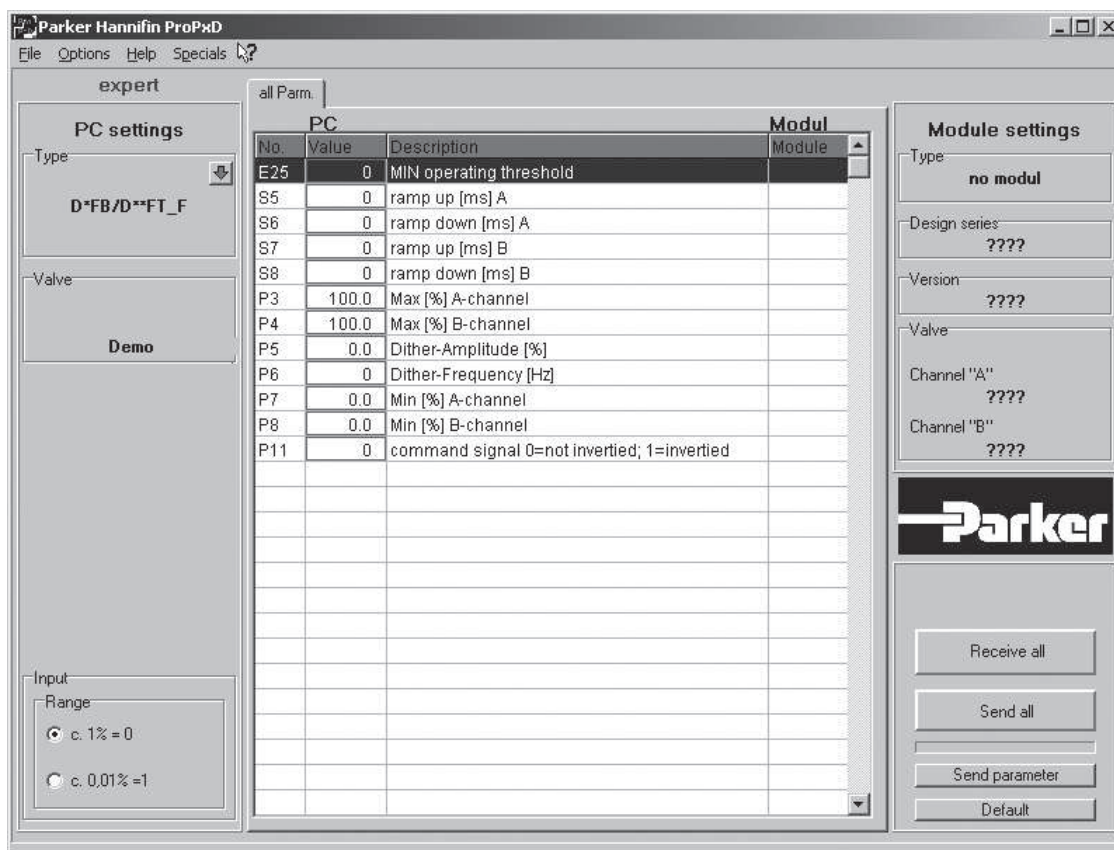 Parker Hannifin ProPxD
File Options Help Specials
expert
PC settings
Type
D*FB/D**FT_F
Valve
Demo
Input
Range
c. 1% = 0
c. 0,01% =1
all Parm.
PC Modul
No. Value Description Module
E25 0 MIN operating threshold
S5 0 ramp up [ms] A
S6 0 ramp down [ms] A
S7 0 ramp up [ms] B
S8 0 ramp down [ms] B
P3 100.0 Max [%] A-channel
P4 100.0 Max [%] B-channel
P5 0.0 Dither-Amplitude [%]
P6 0 Dither-Frequency [Hz]
P7 0.0 Min [%] A-channel
P8 0.0 Min [%] B-channel
P11 0 command signal 0=not invertied; 1=invertied
Module settings
Type
no modul
Design series
????
Version
????
Valve
Channel "A"
????
Channel "B"
????
Parker
Receive all
Send all
Send parameter
Default